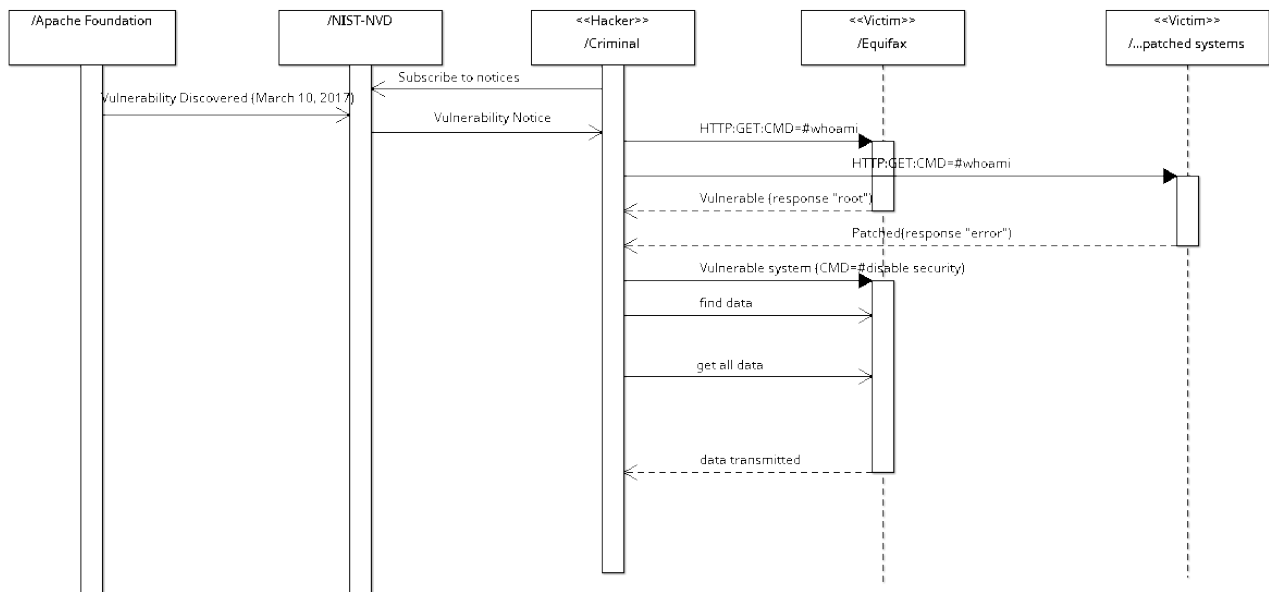 /Apache Foundation
/NIST-NVD
<<Hacker>>
/Criminal
<<Victim>>
/Equifax
<<Victim>>
/...patched systems
Subscribe to notices
Vulnerability Discovered (March 10, 2017)
Vulnerability Notice
HTTP:GET:CMD=#whoami
HTTP:GET:CMD=#whoami
Vulnerable (response "root")
Patched(response "error")
Vulnerable system (CMD=#disable security)
find data
get all data
data transmitted